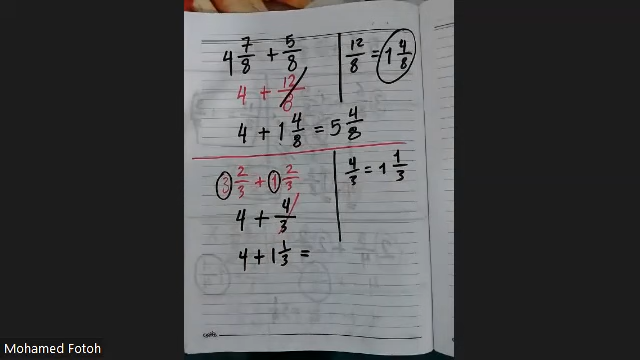 4 7/8 + 5/8
12/8 = 1 4/8
4 + 12/8
4 + 1 4/8 = 5 4/8
3 2/3 + 1 2/3
4/3 = 1 1/3
4 + 4/3
4 + 1 1/3 =
Mohamed Fotoh